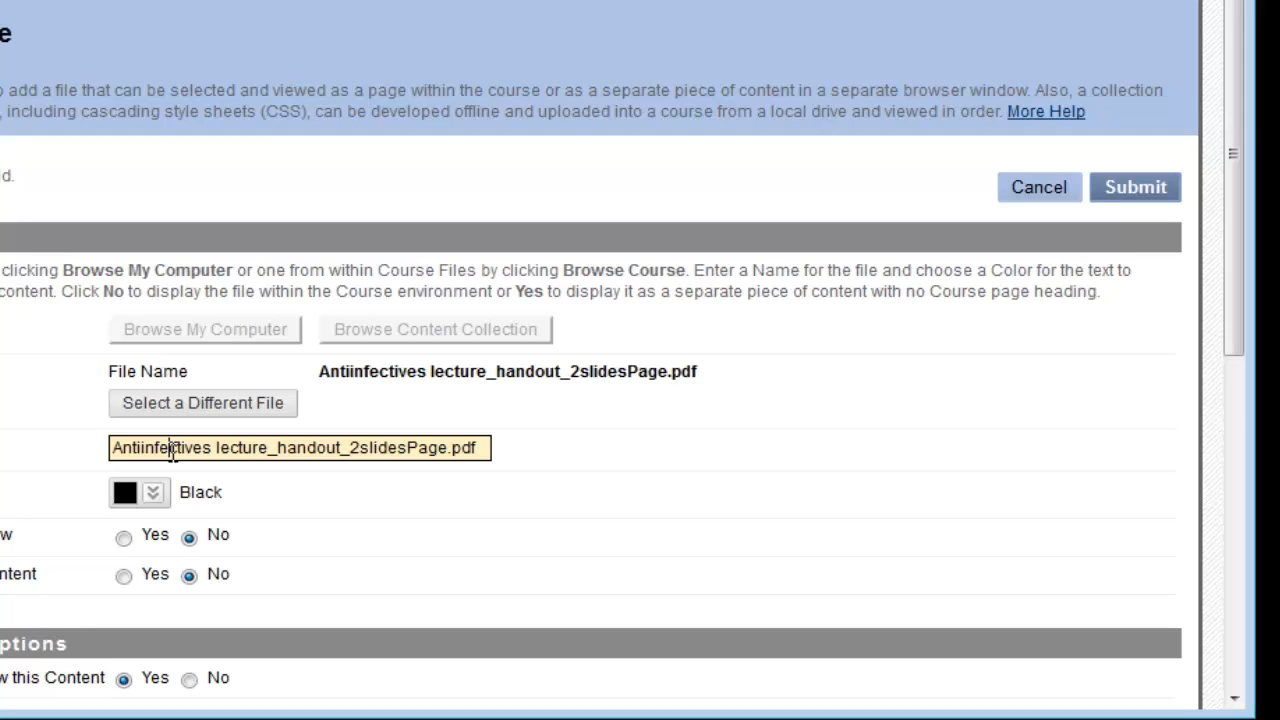 e
o add a file that can be selected and viewed as a page within the course or as a separate piece of content in a separate browser window. Also, a collection
, including cascading style sheets (CSS), can be developed offline and uploaded into a course from a local drive and viewed in order. More Help
d.
Cancel Submit
clicking Browse My Computer or one from within Course Files by clicking Browse Course. Enter a Name for the file and choose a Color for the text to
content. Click No to display the file within the Course environment or Yes to display it as a separate piece of content with no Course page heading.
Browse My Computer Browse Content Collection
File Name Antiinfectives lecture_handout_2slidesPage.pdf
Select a Different File
Antiinfectives lecture_handout_2slidesPage.pdf
Black
w Yes No
ntent Yes No
ptions
w this Content Yes No